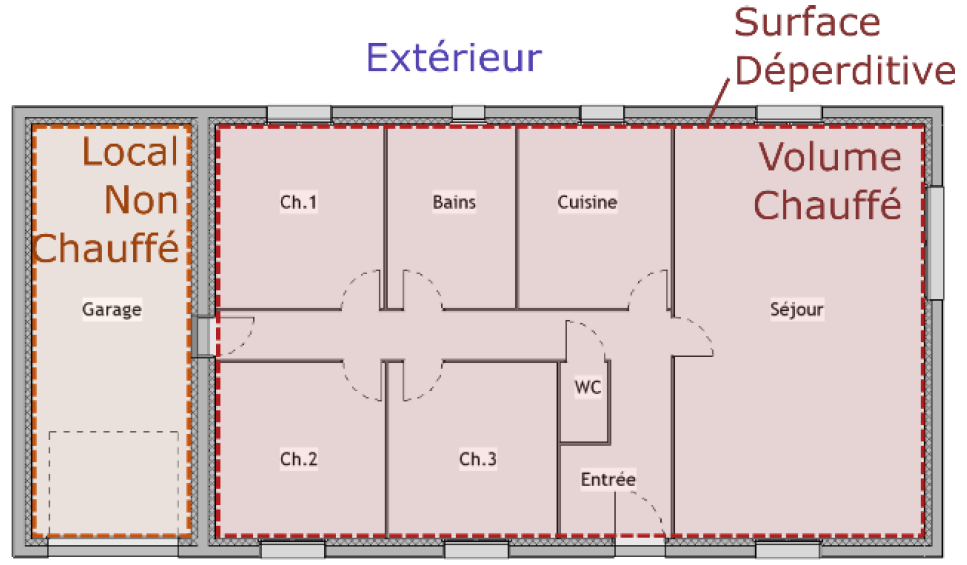 Surface
Déperditive
Extérieur
Local
Non
Chauffé
Volume
Chauffé
Ch.1
Bains
Cuisine
Garage
Séjour
WC
Ch.2
Ch.3
Entrée